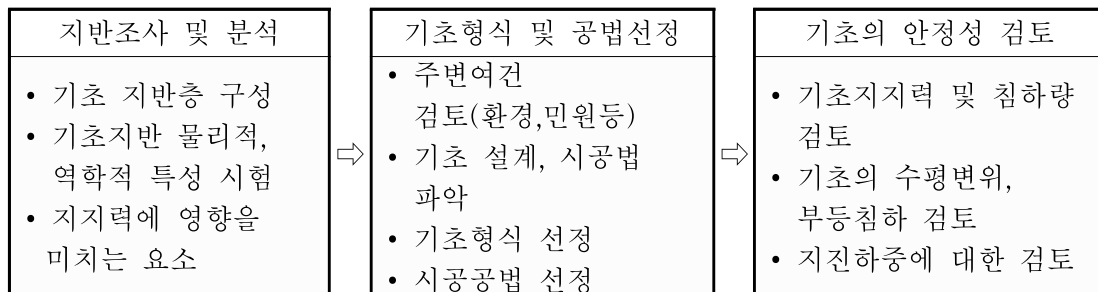 지반조사 및 분석
• 기초 지반층 구성
• 기초지반 물리적,
역학적 특성 시험
• 지지력에 영향을
미치는 요소
⇨
기초형식 및 공법선정
• 주변여건
검토(환경,민원등)
• 기초 설계, 시공법
파악
• 기초형식 선정
• 시공공법 선정
⇨
기초의 안정성 검토
• 기초지지력 및 침하량
검토
• 기초의 수평변위,
부등침하 검토
• 지진하중에 대한 검토